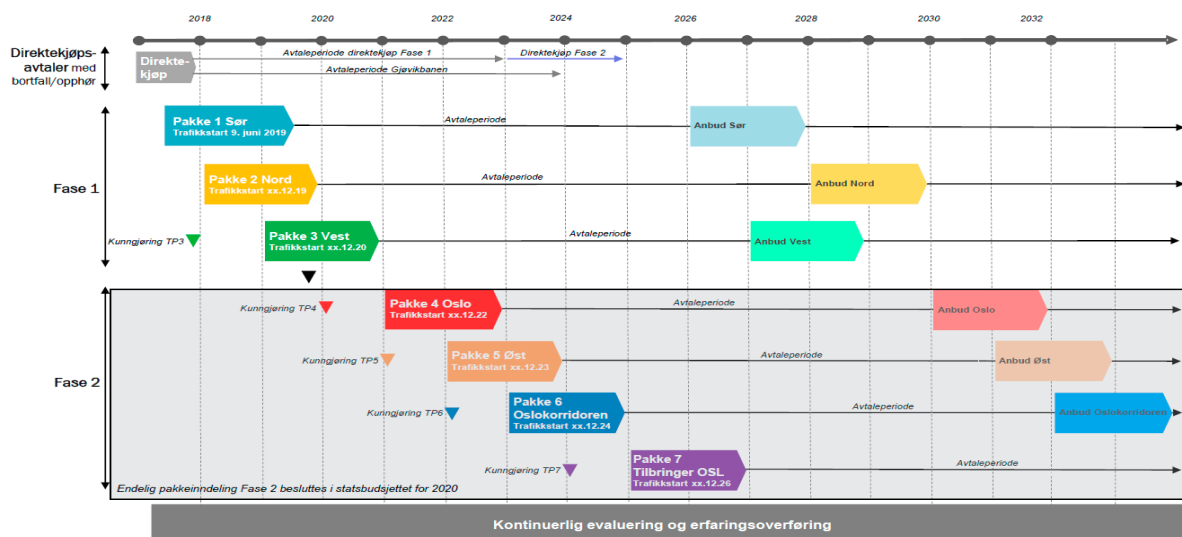 2018 2020 2022 2024 2026 2028 2030 2032
Direktekjøps-
avtaler med
bortfall/opphør
Direkte-
kjøp
Avtaleperiode direktekjøp Fase 1
Direktekjøp Fase 2
Avtaleperiode Gjøvikbanen
Fase 1
Pakke 1 Sør
Trafikkstart 9. juni 2019
Avtaleperiode
Anbud Sør
Pakke 2 Nord
Trafikkstart xx.12.19
Avtaleperiode
Anbud Nord
Kunngjøring TP3
Pakke 3 Vest
Trafikkstart xx.12.20
Avtaleperiode
Anbud Vest
Fase 2
Kunngjøring TP4
Pakke 4 Oslo
Trafikkstart xx.12.22
Avtaleperiode
Anbud Oslo
Kunngjøring TP5
Pakke 5 Øst
Trafikkstart xx.12.23
Avtaleperiode
Anbud Øst
Kunngjøring TP6
Pakke 6
Oslokorridoren
Trafikkstart xx.12.24
Avtaleperiode
Anbud Oslokorridoren
Kunngjøring TP7
Pakke 7
Tilbringer OSL
Trafikkstart xx.12.26
Avtaleperiode
Endelig pakkeinndeling Fase 2 besluttes i statsbudsjettet for 2020
Kontinuerlig evaluering og erfaringsoverføring